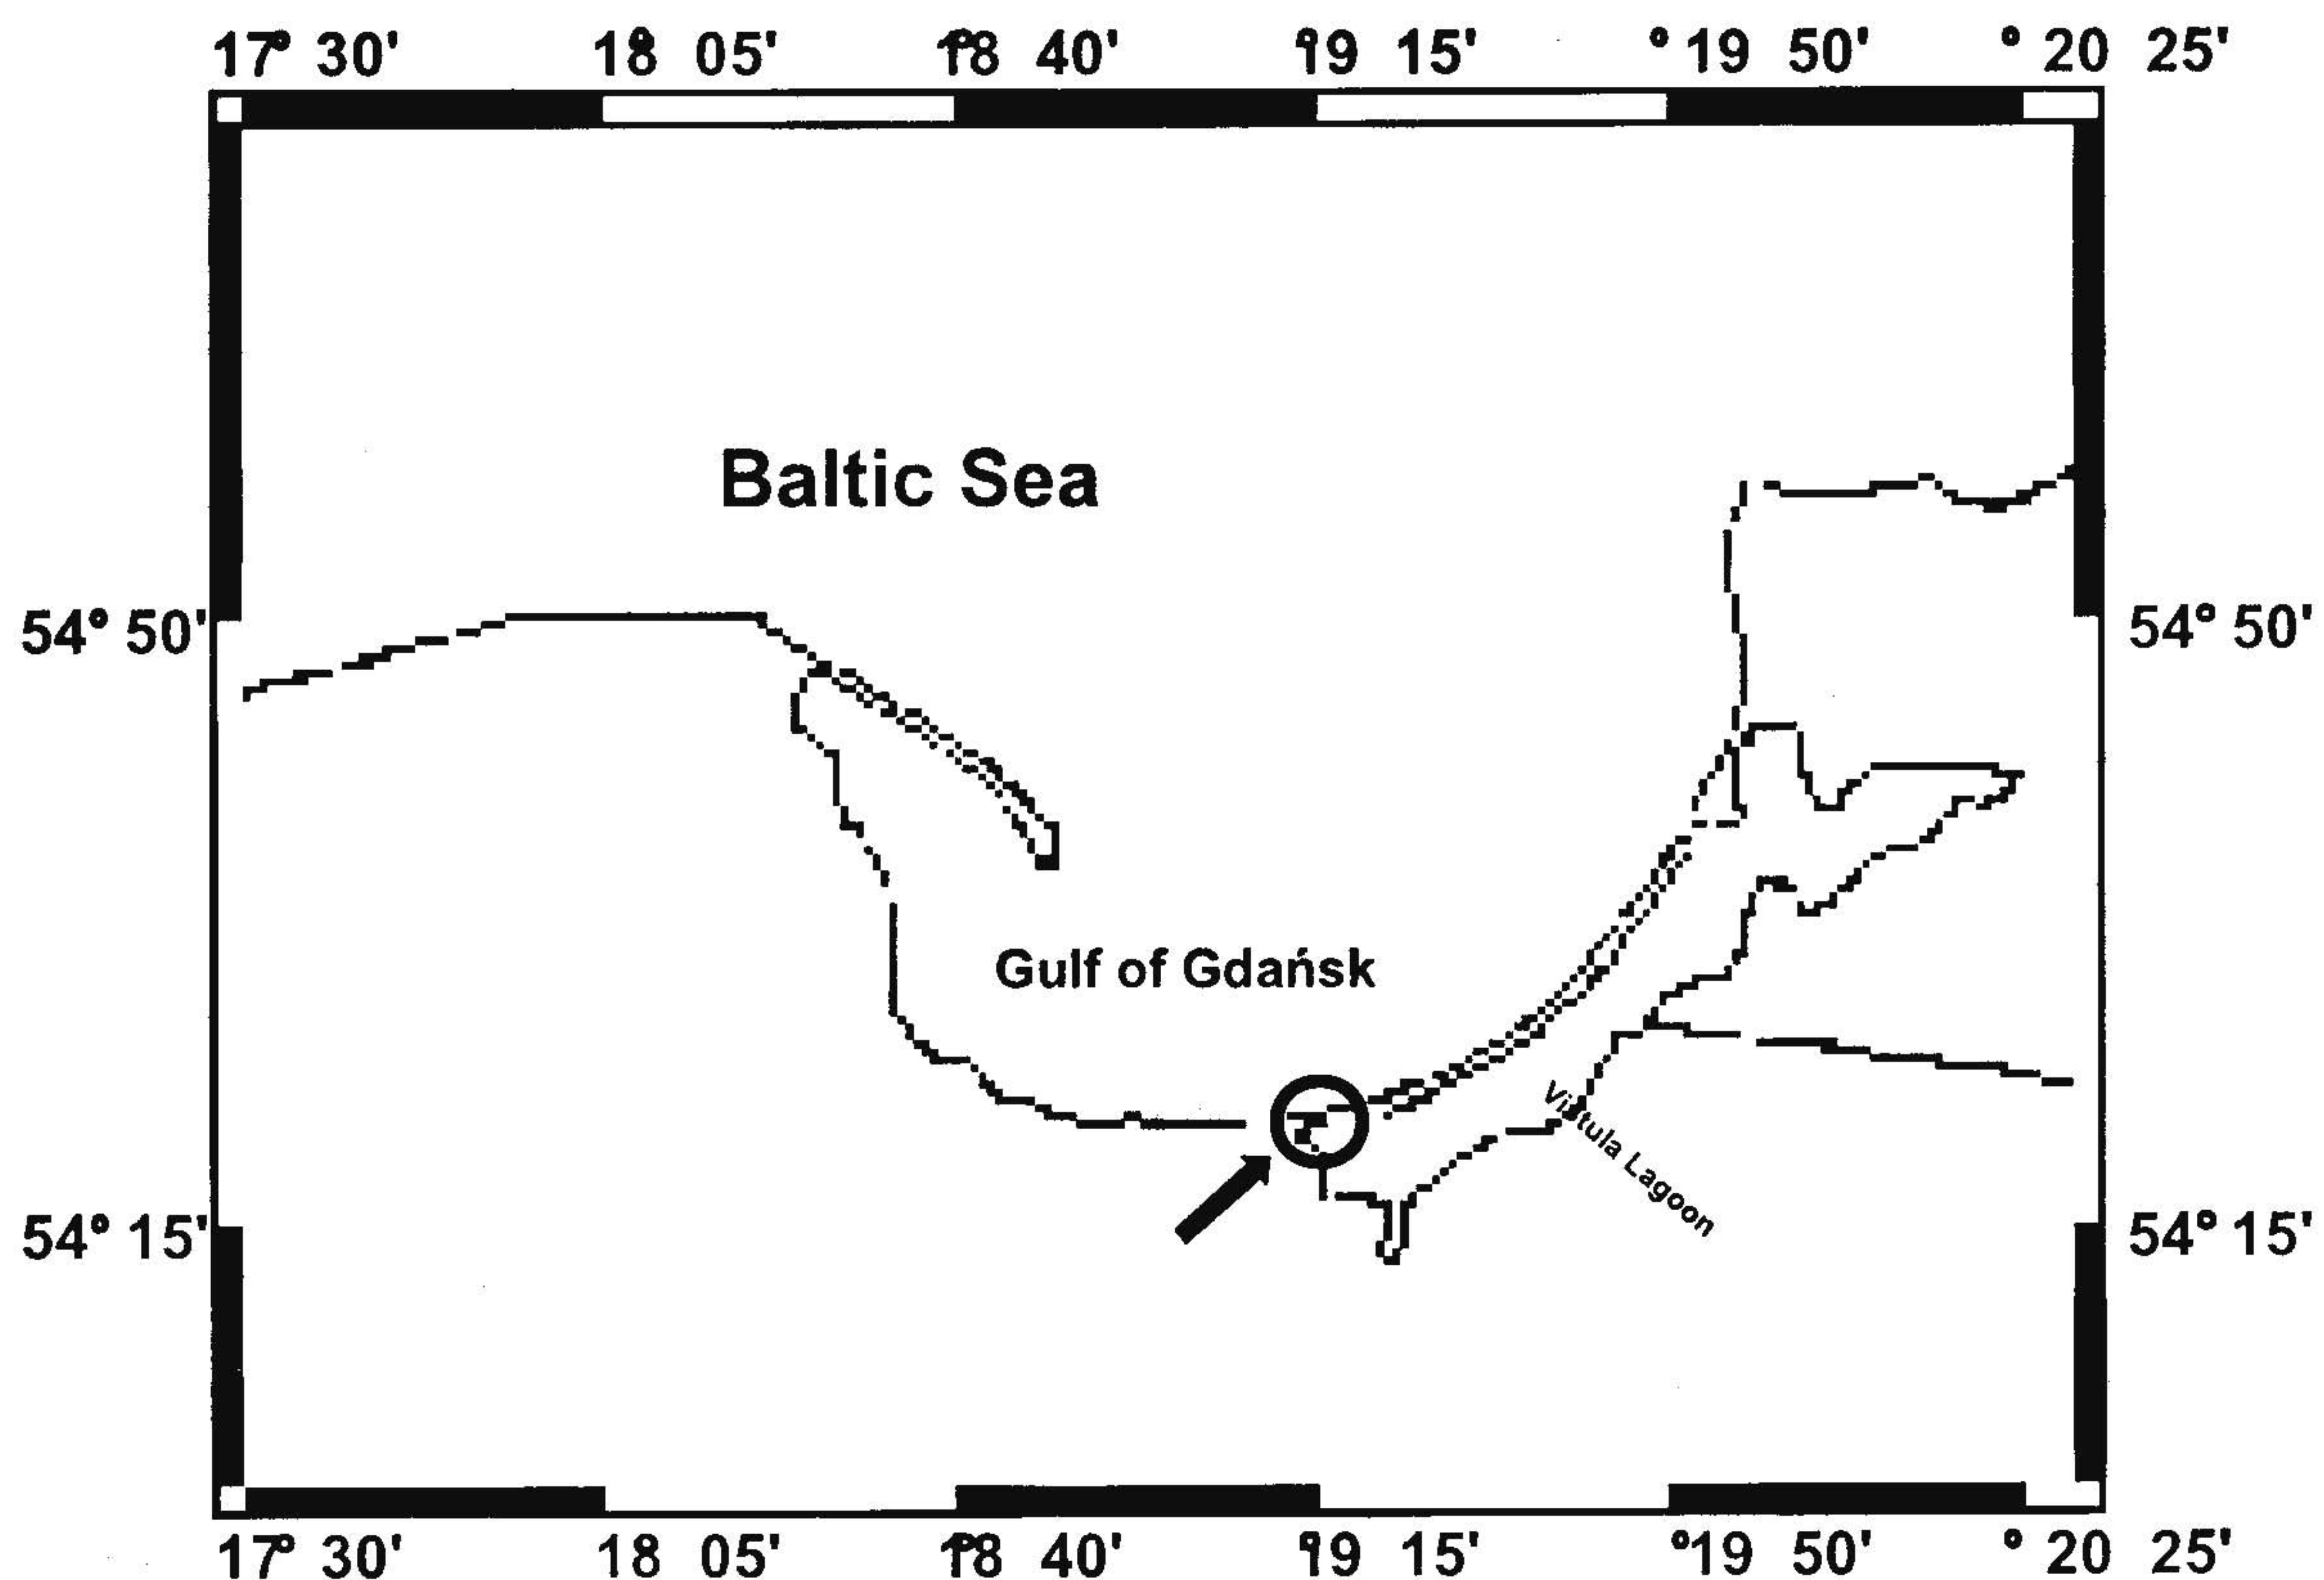 17° 30' 18° 05' 18° 40' 19° 15' ° 19 50' ° 20 25'
Baltic Sea
54° 50' 54° 50'
Gulf of Gdańsk
Vistula Lagoon
54° 15' 54° 15'
17° 30' 18 05' 18° 40' 19° 15' °19 50' ° 20 25'